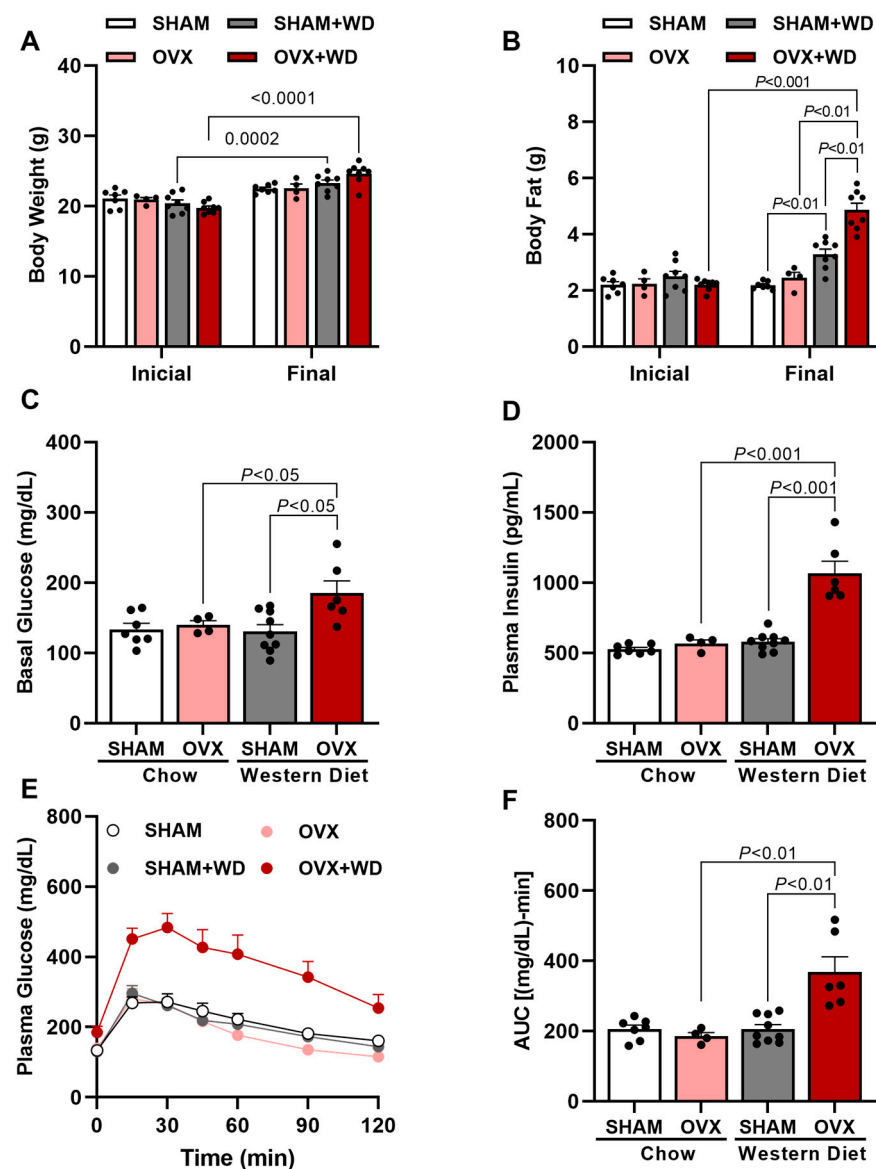 A
SHAM SHAM+WD
OVX OVX+WD
Body Weight (g)
40
30
20
10
0
<0.0001
0.0002
Inicial Final
B
SHAM SHAM+WD
OVX OVX+WD
Body Fat (g)
10
8
6
4
2
0
P<0.001
P<0.01
P<0.01
P<0.01
Inicial Final
C
Basal Glucose (mg/dL)
400
300
200
100
0
P<0.05
P<0.05
SHAM OVX SHAM OVX
Chow Western Diet
D
Plasma Insulin (pg/mL)
2000
1500
1000
500
0
P<0.001
P<0.001
SHAM OVX SHAM OVX
Chow Western Diet
E
Plasma Glucose (mg/dL)
800
600
400
200
0
SHAM OVX
SHAM+WD OVX+WD
0 30 60 90 120
Time (min)
F
AUC [(mg/dL)-min]
800
600
400
200
0
P<0.01
P<0.01
SHAM OVX SHAM OVX
Chow Western Diet